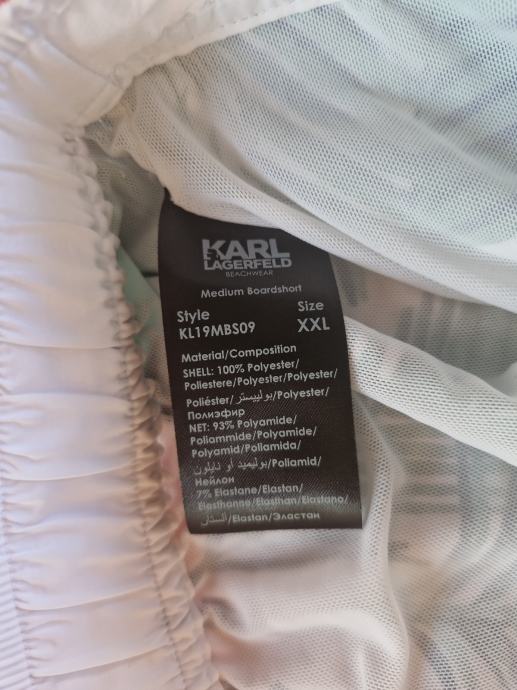 KARL
LAGERFELD
BEACHWEAR
Medium Boardshort
Style Size
KL19MBS09 XXL
Material/Composition
SHELL: 100% Polyester/
Poliestere/Polyester/Polyester/
Poliéster/بوليستر/Polyester/
Полиэфир
NET: 93% Polyamide/
Poliammide/Polyamide/
Polyamid/Poliamida/
بوليميد أو نايلون/Poliamid/
Нейлон
7% Elastane/Elastan/
Elasthanne/Elasthan/Elastano/
إلستان/Elastan/Эластан